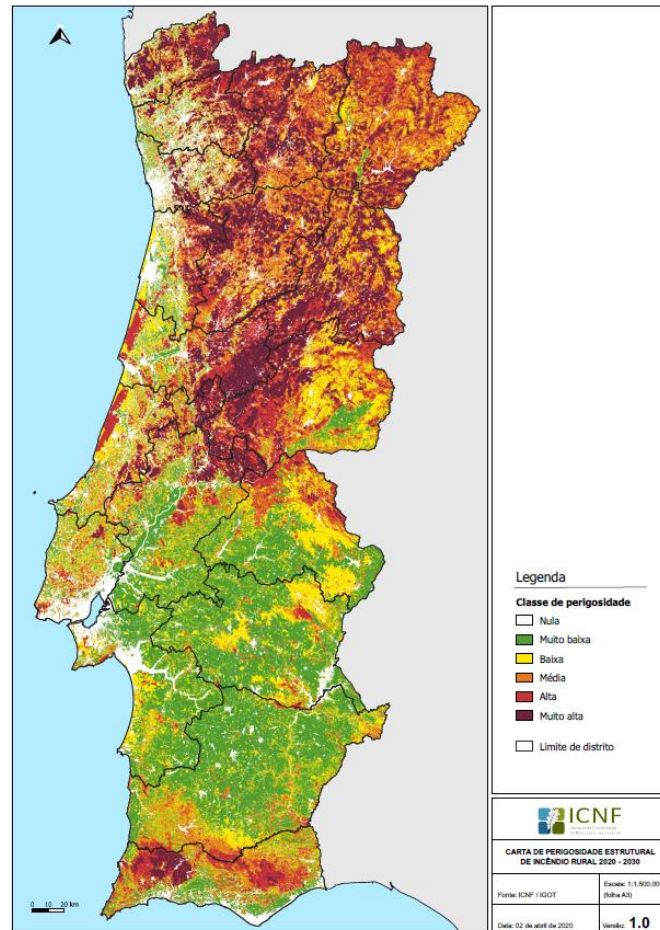 Legenda
Classe de perigosidade
Nula
Muito baixa
Baixa
Média
Alta
Muito alta
Limite de distrito
0 10 20 km
ICNF
CARTA DE PERIGOSIDADE ESTRUTURAL
DE INCÊNDIO RURAL 2020 - 2030
Fonte: ICNF / IGOT
Escala: 1:1.500.00
(folha A3)
Data: 02 de abril de 2020
Versão: 1.0